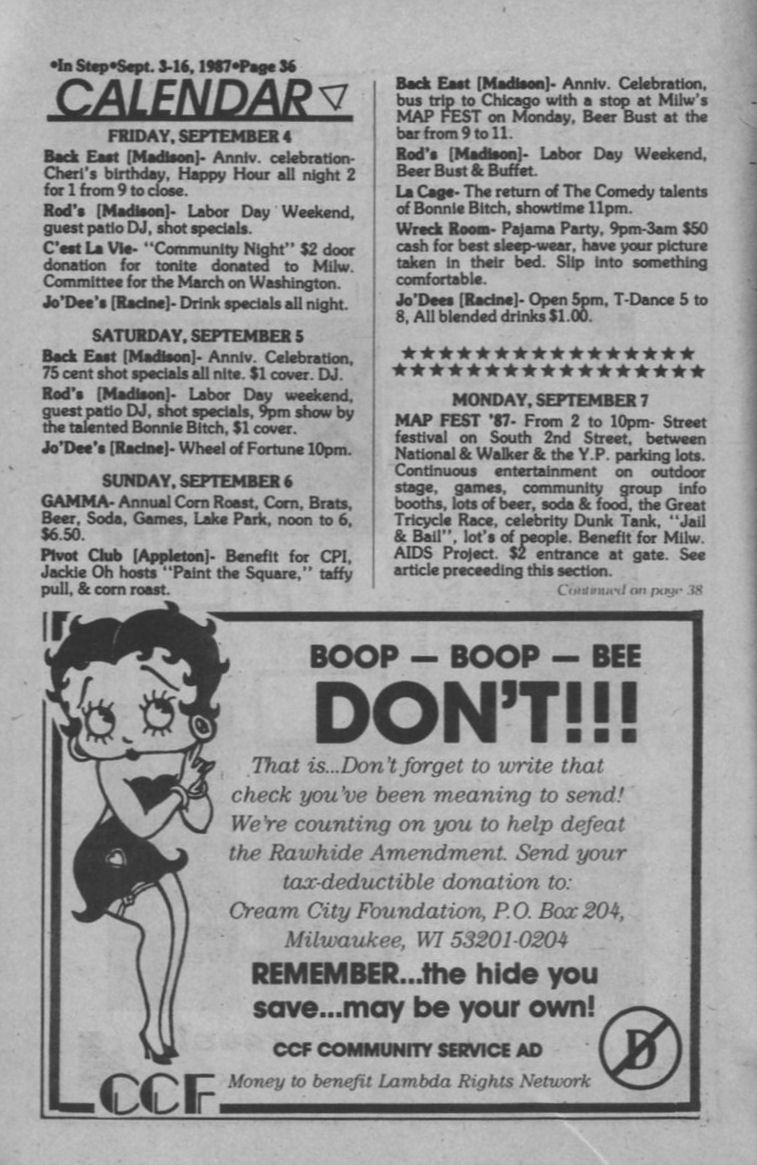 •In Step•Sept. 3-16, 1987•Page 36
CALENDAR
FRIDAY, SEPTEMBER 4
Back East [Madison]- Anniv. celebration-
Cheri's birthday, Happy Hour all night 2
for 1 from 9 to close.
Rod's [Madison]- Labor Day Weekend,
guest patio DJ, shot specials.
C'est La Vie- "Community Night" $2 door
donation for tonite donated to Milw.
Committee for the March on Washington.
Jo'Dee's [Racine]- Drink specials all night.
SATURDAY, SEPTEMBER 5
Back East [Madison]- Anniv. Celebration,
75 cent shot specials all nite. $1 cover. DJ.
Rod's [Madison]- Labor Day weekend,
guest patio DJ, shot specials, 9pm show by
the talented Bonnie Bitch, $1 cover.
Jo'Dee's [Racine]- Wheel of Fortune 10pm.
SUNDAY, SEPTEMBER 6
GAMMA- Annual Corn Roast, Corn, Brats,
Beer, Soda, Games, Lake Park, noon to 6,
$6.50.
Pivot Club [Appleton]- Benefit for CPI,
Jackie Oh hosts "Paint the Square," taffy
pull, & corn roast.
Back East [Madison]- Anniv. Celebration,
bus trip to Chicago with a stop at Milw's
MAP FEST on Monday, Beer Bust at the
bar from 9 to 11.
Rod's [Madison]- Labor Day Weekend,
Beer Bust & Buffet.
La Cage- The return of The Comedy talents
of Bonnie Bitch, showtime 11pm.
Wreck Room- Pajama Party, 9pm-3am $50
cash for best sleep-wear, have your picture
taken in their bed. Slip into something
comfortable.
Jo'Dees [Racine]- Open 5pm, T-Dance 5 to
8, All blended drinks $1.00.
MONDAY, SEPTEMBER 7
MAP FEST '87- From 2 to 10pm- Street
festival on South 2nd Street, between
National & Walker & the Y.P. parking lots.
Continuous entertainment on outdoor
stage, games, community group info
booths, lots of beer, soda & food, the Great
Tricycle Race, celebrity Dunk Tank, "Jail
& Bail", lot's of people. Benefit for Milw.
AIDS Project. $2 entrance at gate. See
article preceeding this section.
Continued on page 38
BOOP — BOOP — BEE
DON'T!!!
That is...Don't forget to write that
check you've been meaning to send!
We're counting on you to help defeat
the Rawhide Amendment. Send your
tax-deductible donation to:
Cream City Foundation, P.O. Box 204,
Milwaukee, WI 53201-0204
REMEMBER...the hide you
save...may be your own!
CCF COMMUNITY SERVICE AD
D
CCF Money to benefit Lambda Rights Network